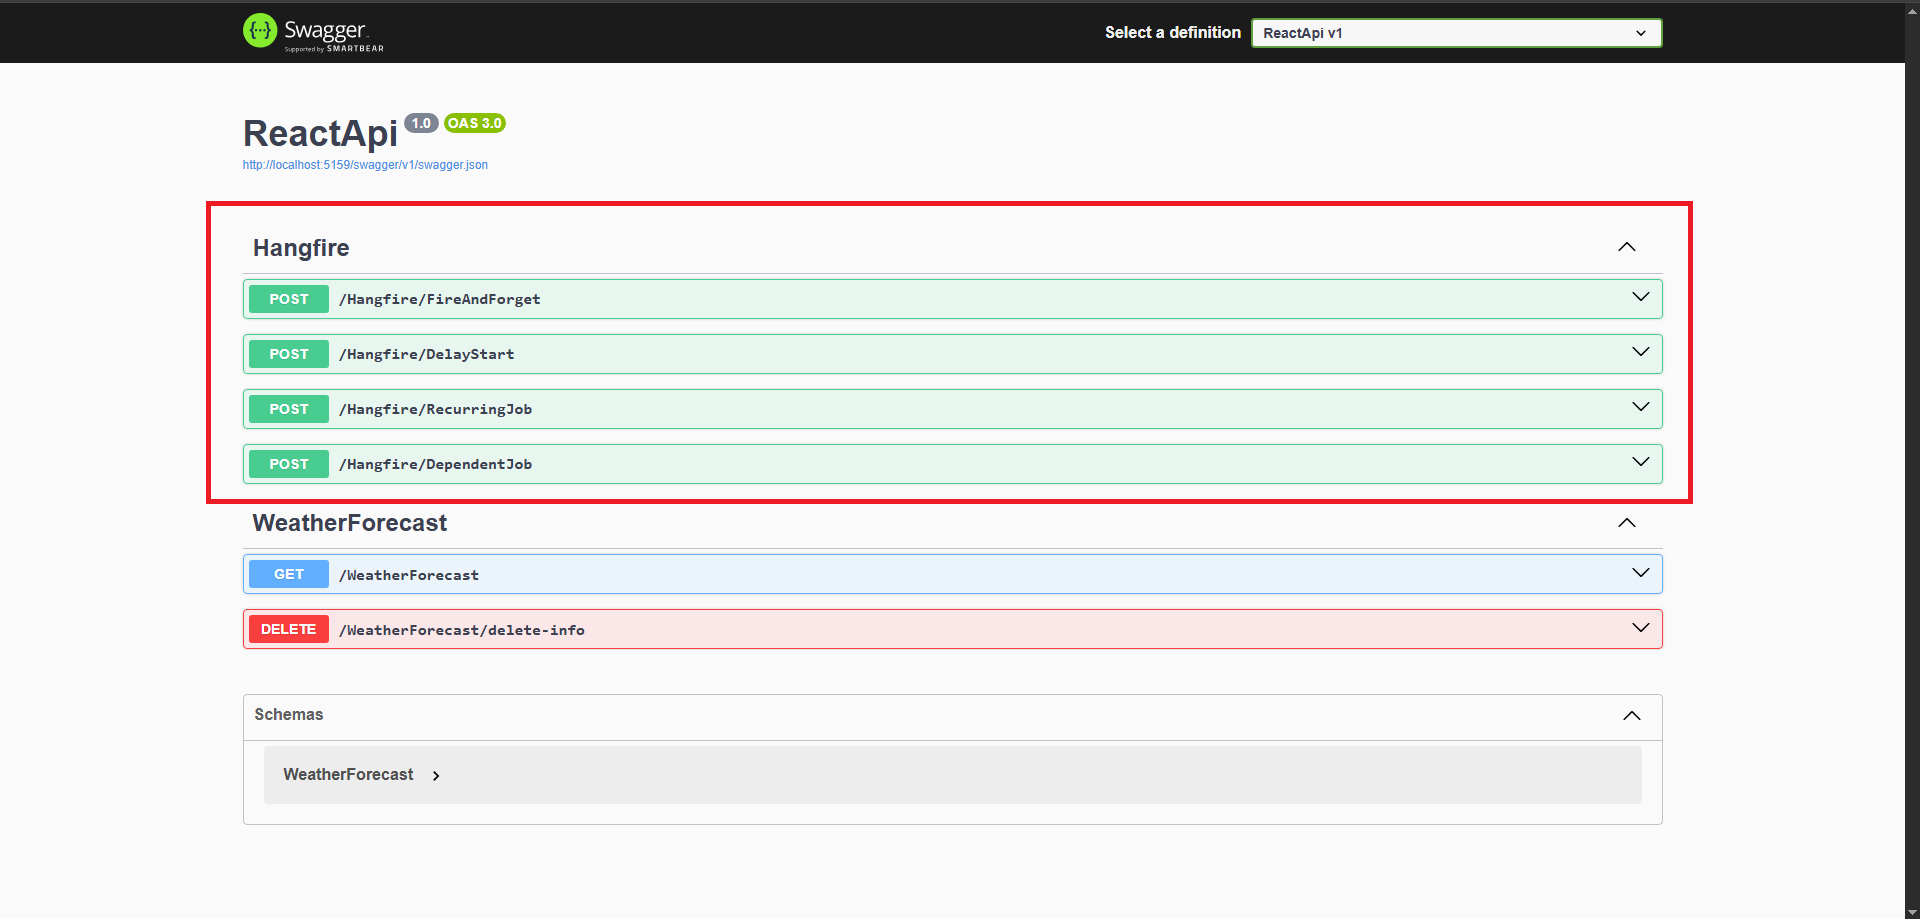 Swagger
Supported by SMARTBEAR
Select a definition
ReactApi v1
ReactApi 1.0 OAS 3.0
http://localhost:5159/swagger/v1/swagger.json
Hangfire
POST /Hangfire/FireAndForget
POST /Hangfire/DelayStart
POST /Hangfire/RecurringJob
POST /Hangfire/DependentJob
WeatherForecast
GET /WeatherForecast
DELETE /WeatherForecast/delete-info
Schemas
WeatherForecast